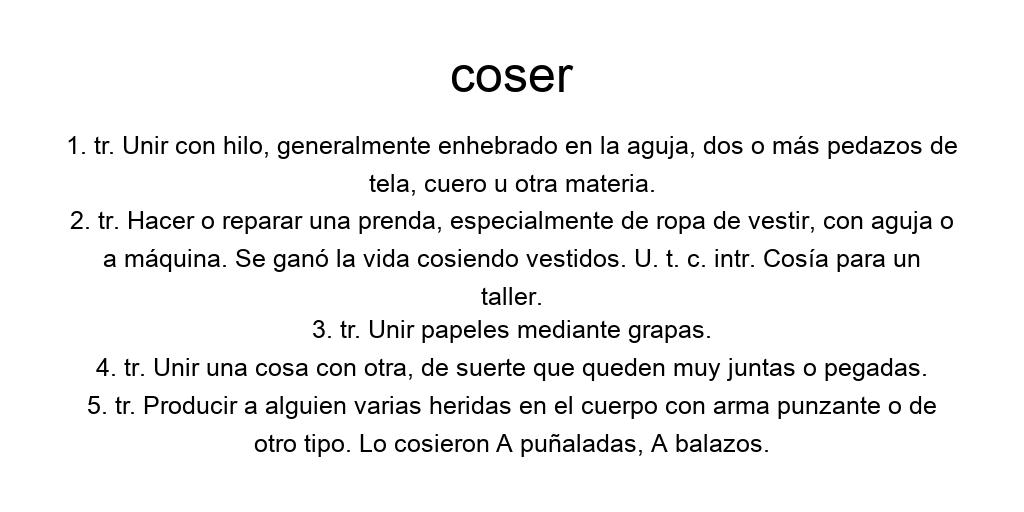 coser
1. tr. Unir con hilo, generalmente enhebrado en la aguja, dos o más pedazos de
tela, cuero u otra materia.
2. tr. Hacer o reparar una prenda, especialmente de ropa de vestir, con aguja o
a máquina. Se ganó la vida cosiendo vestidos. U. t. c. intr. Cosía para un
taller.
3. tr. Unir papeles mediante grapas.
4. tr. Unir una cosa con otra, de suerte que queden muy juntas o pegadas.
5. tr. Producir a alguien varias heridas en el cuerpo con arma punzante o de
otro tipo. Lo cosieron A puñaladas, A balazos.